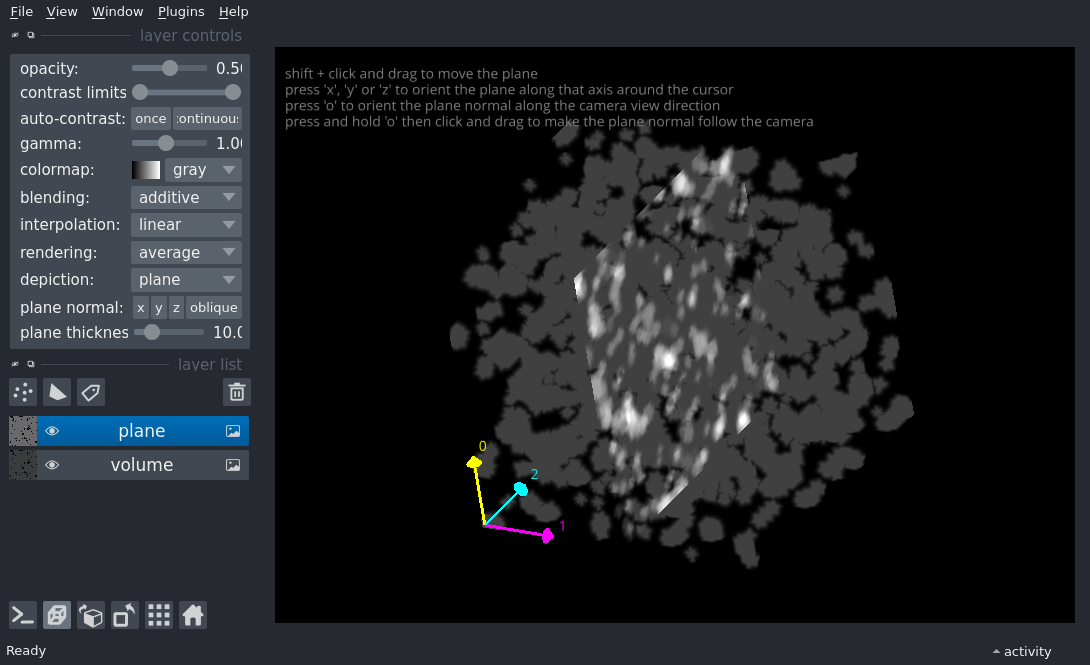 File View Window Plugins Help
layer controls
opacity: 0.50
contrast limits
auto-contrast: once continuous
gamma: 1.00
colormap: gray
blending: additive
interpolation: linear
rendering: average
depiction: plane
plane normal: x y z oblique
plane thicknes 10.0
layer list
plane
volume
shift + click and drag to move the plane
press 'x', 'y' or 'z' to orient the plane along that axis around the cursor
press 'o' to orient the plane normal along the camera view direction
press and hold 'o' then click and drag to make the plane normal follow the camera
0
2
1
Ready
activity